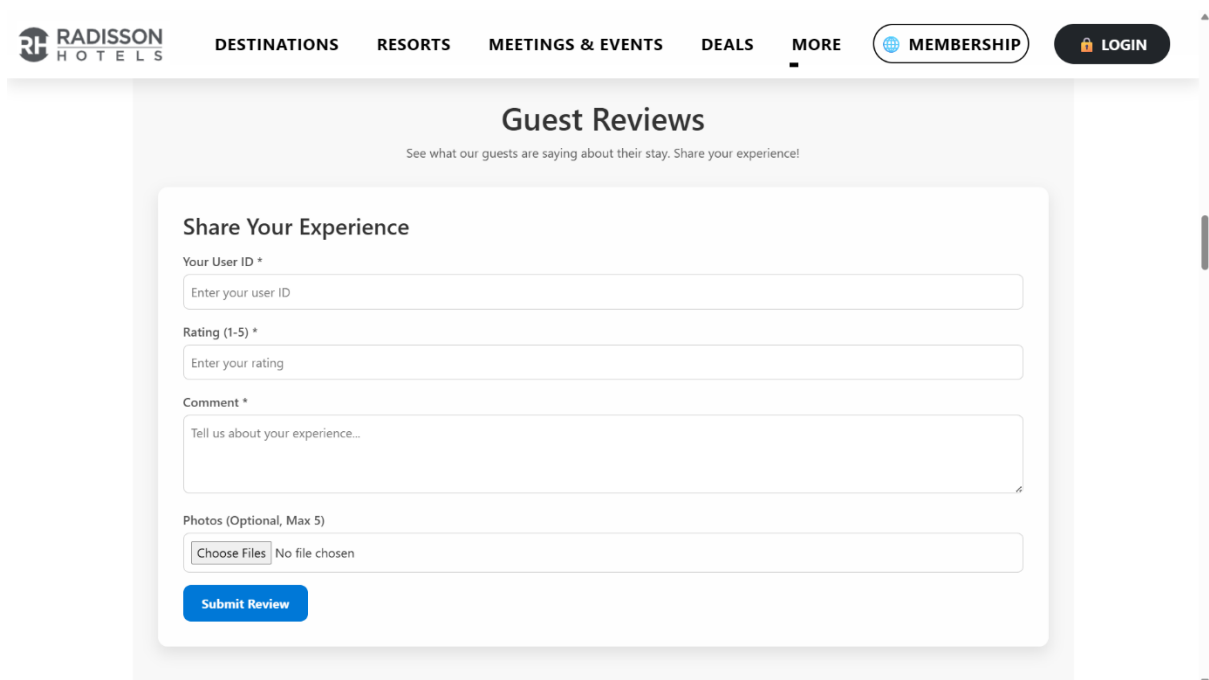 RH RADISSON
HOTELS
DESTINATIONS RESORTS MEETINGS & EVENTS DEALS MORE MEMBERSHIP LOGIN
Guest Reviews
See what our guests are saying about their stay. Share your experience!
Share Your Experience
Your User ID *
Enter your user ID
Rating (1-5) *
Enter your rating
Comment *
Tell us about your experience...
Photos (Optional, Max 5)
Choose Files No file chosen
Submit Review